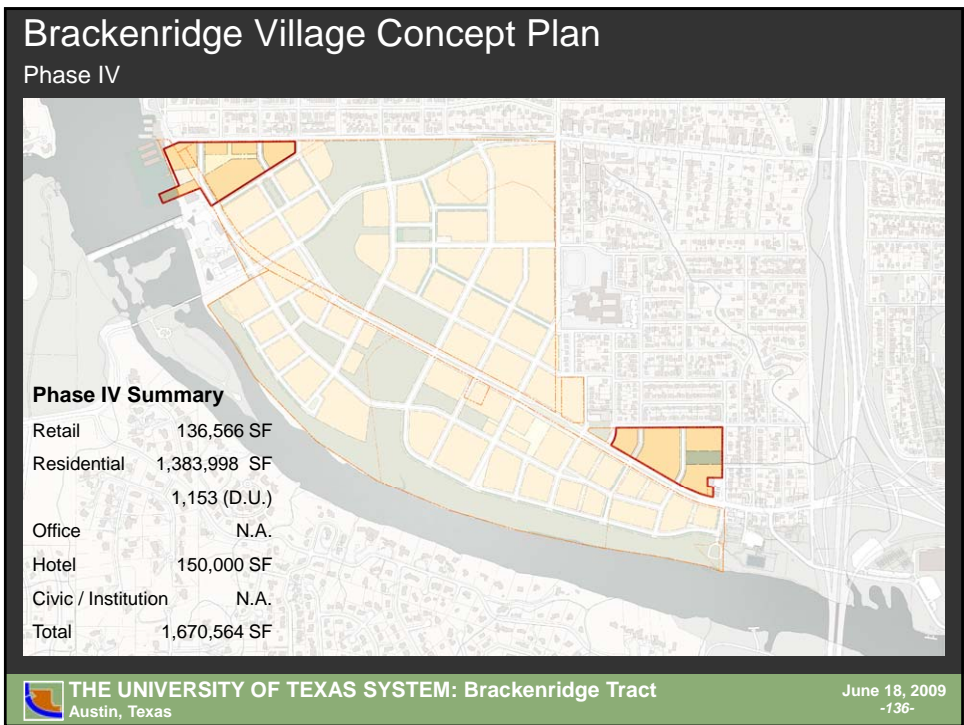 Brackenridge Village Concept Plan
Phase IV
Phase IV Summary
Retail 136,566 SF
Residential 1,383,998 SF
1,153 (D.U.)
Office N.A.
Hotel 150,000 SF
Civic / Institution N.A.
Total 1,670,564 SF
THE UNIVERSITY OF TEXAS SYSTEM: Brackenridge Tract
Austin, Texas
June 18, 2009
-136-